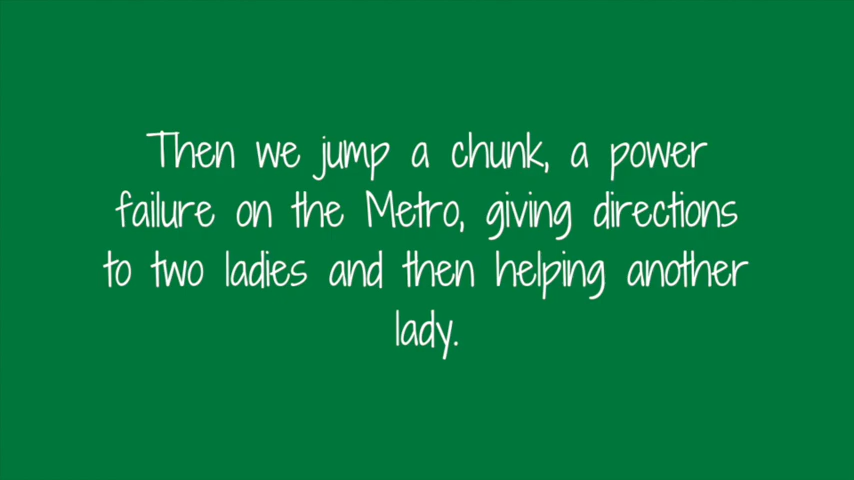 Then we jump a chunk, a power
failure on the Metro, giving directions
to two ladies and then helping another
lady.